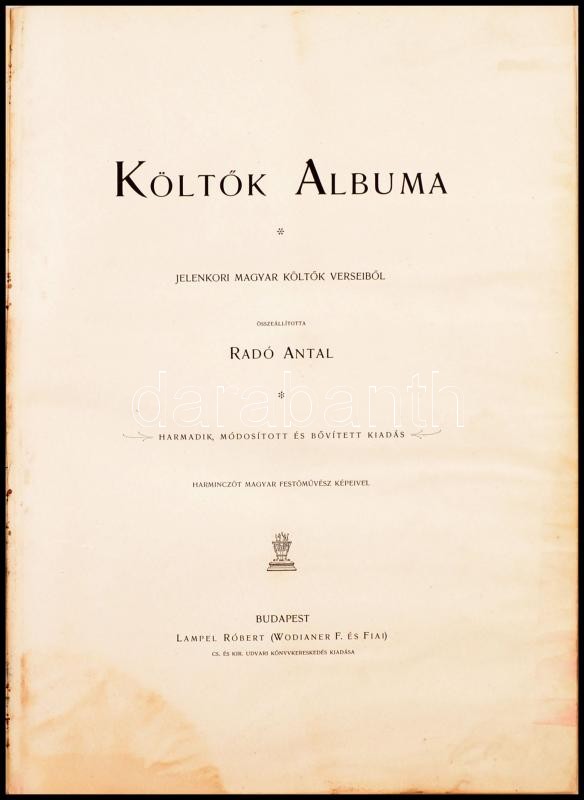 KÖLTŐK ALBUMA
JELENKORI MAGYAR KÖLTŐK VERSEIBŐL
ÖSSZEÁLLÍTOTTA
RADÓ ANTAL
darabanth
HARMADIK, MÓDOSÍTOTT ÉS BŐVÍTETT KIADÁS
HARMINCZÖT MAGYAR FESTŐMŰVÉSZ KÉPEIVEL
BUDAPEST
LAMPEL RÓBERT (WODIANER F. ÉS FIAI)
CS. ÉS KIR. UDVARI KÖNYVKERESKEDÉS KIADÁSA